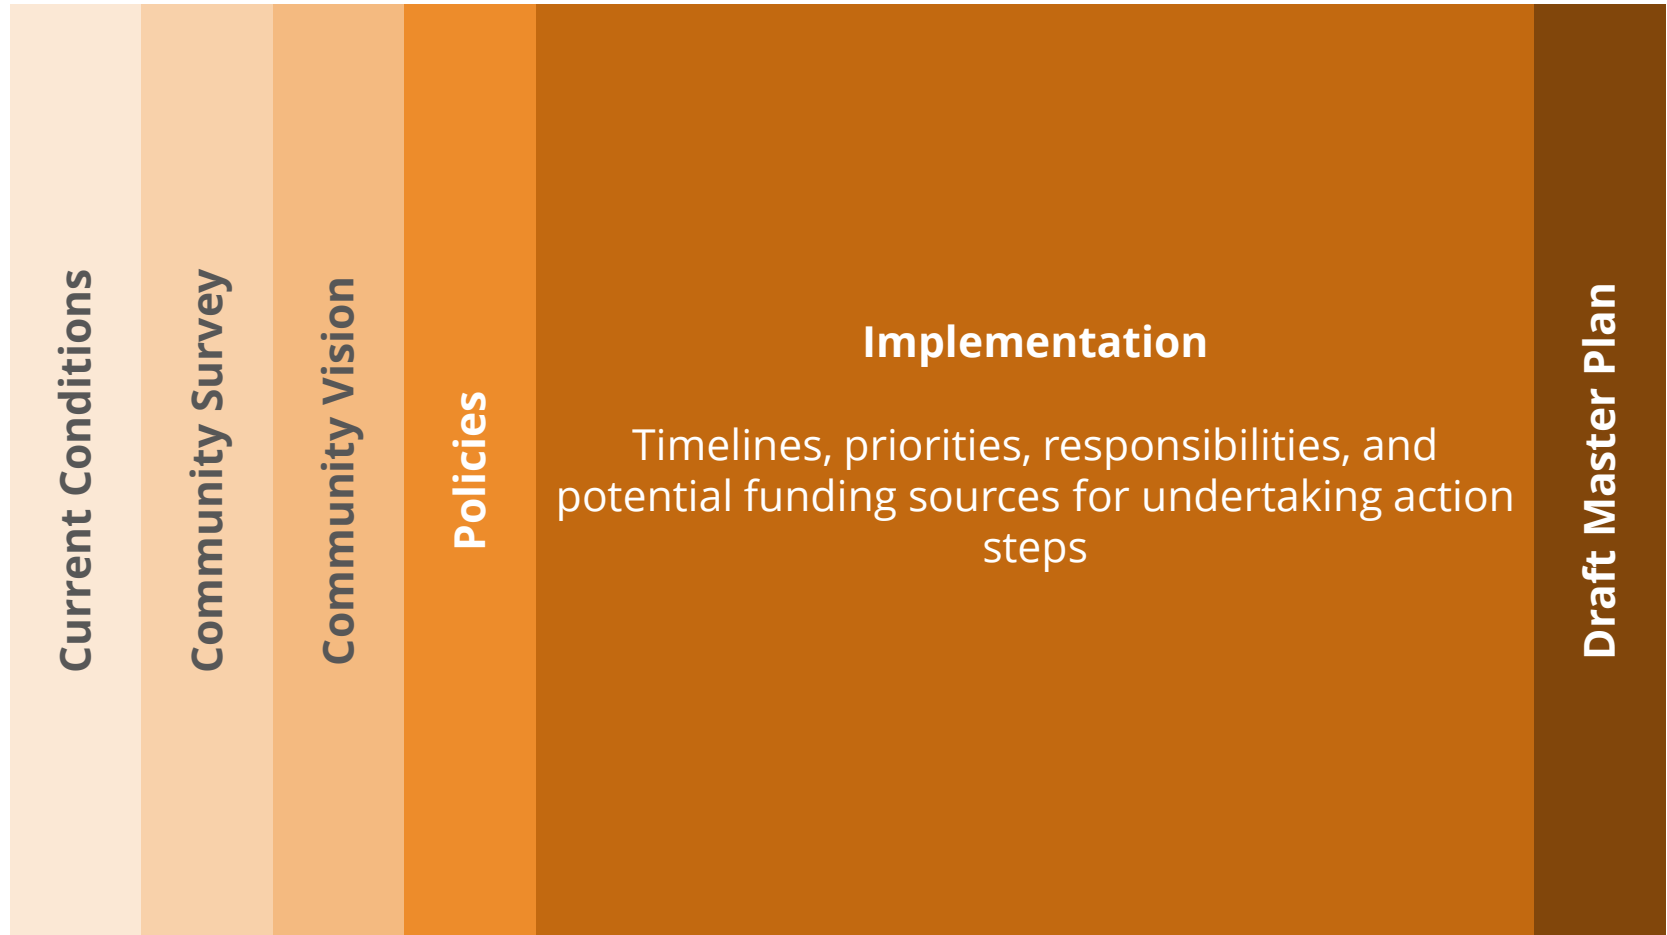 Current Conditions
Community Survey
Community Vision
Policies
Implementation
Timelines, priorities, responsibilities, and
potential funding sources for undertaking action
steps
Draft Master Plan